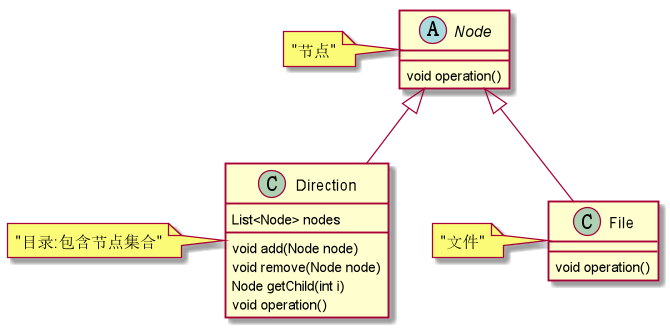 "节点"
A Node
void operation()
"目录:包含节点集合"
C Direction
List<Node> nodes
void add(Node node)
void remove(Node node)
Node getChild(int i)
void operation()
"文件"
C File
void operation()